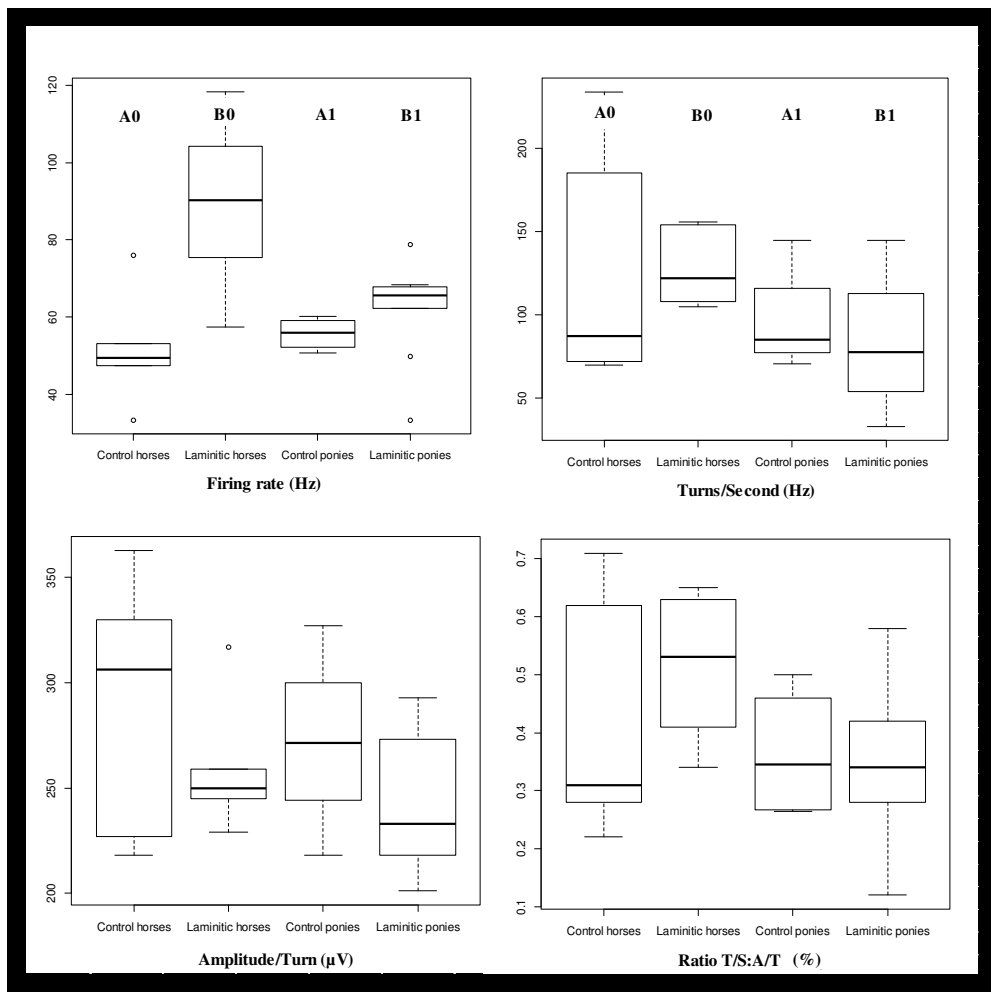 A0 B0 A1 B1
120
100
80
60
40
Control horses Laminitic horses Control ponies Laminitic ponies
Firing rate (Hz)
A0 B0 A1 B1
200
150
100
50
Control horses Laminitic horses Control ponies Laminitic ponies
Turns/Second (Hz)
350
300
250
200
Control horses Laminitic horses Control ponies Laminitic ponies
Amplitude/Turn (µV)
0.7
0.6
0.5
0.4
0.3
0.2
0.1
Control horses Laminitic horses Control ponies Laminitic ponies
Ratio T/S:A/T (%)